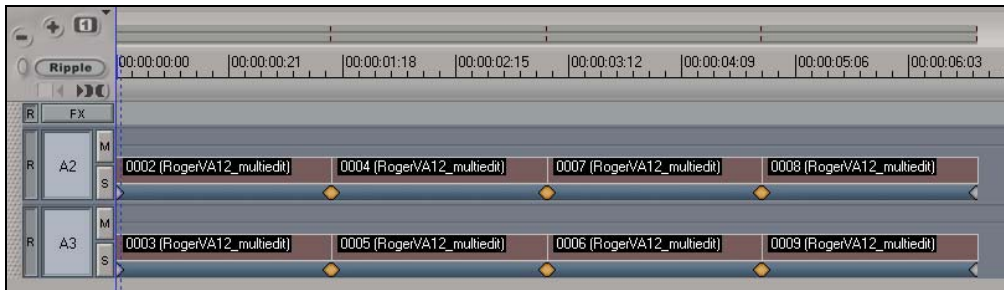 1
Ripple
00:00:00:00 00:00:00:21 00:00:01:18 00:00:02:15 00:00:03:12 00:00:04:09 00:00:05:06 00:00:06:03
R FX
M
R A2 0002 (RogerVA12_multiedit) 0004 (RogerVA12_multiedit) 0007 (RogerVA12_multiedit) 0008 (RogerVA12_multiedit)
S
M
R A3 0003 (RogerVA12_multiedit) 0005 (RogerVA12_multiedit) 0006 (RogerVA12_multiedit) 0009 (RogerVA12_multiedit)
S